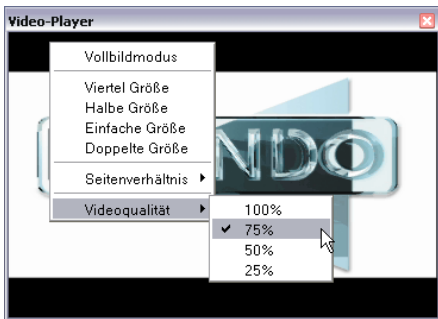 Video-Player
Vollbildmodus
Viertel Größe
Halbe Größe
Einfache Größe
Doppelte Größe
Seitenverhältnis
Videoqualität
100%
75%
50%
25%
NDO